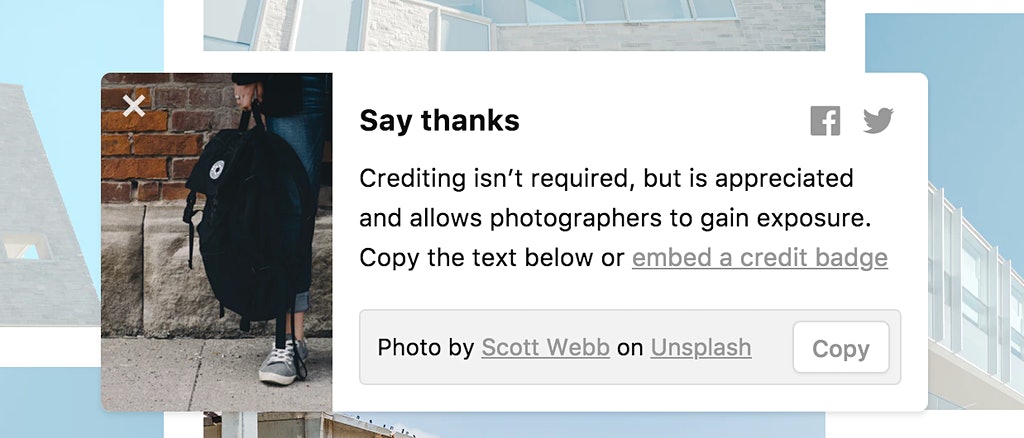 Say thanks
Crediting isn’t required, but is appreciated
and allows photographers to gain exposure.
Copy the text below or embed a credit badge
Photo by Scott Webb on Unsplash
Copy